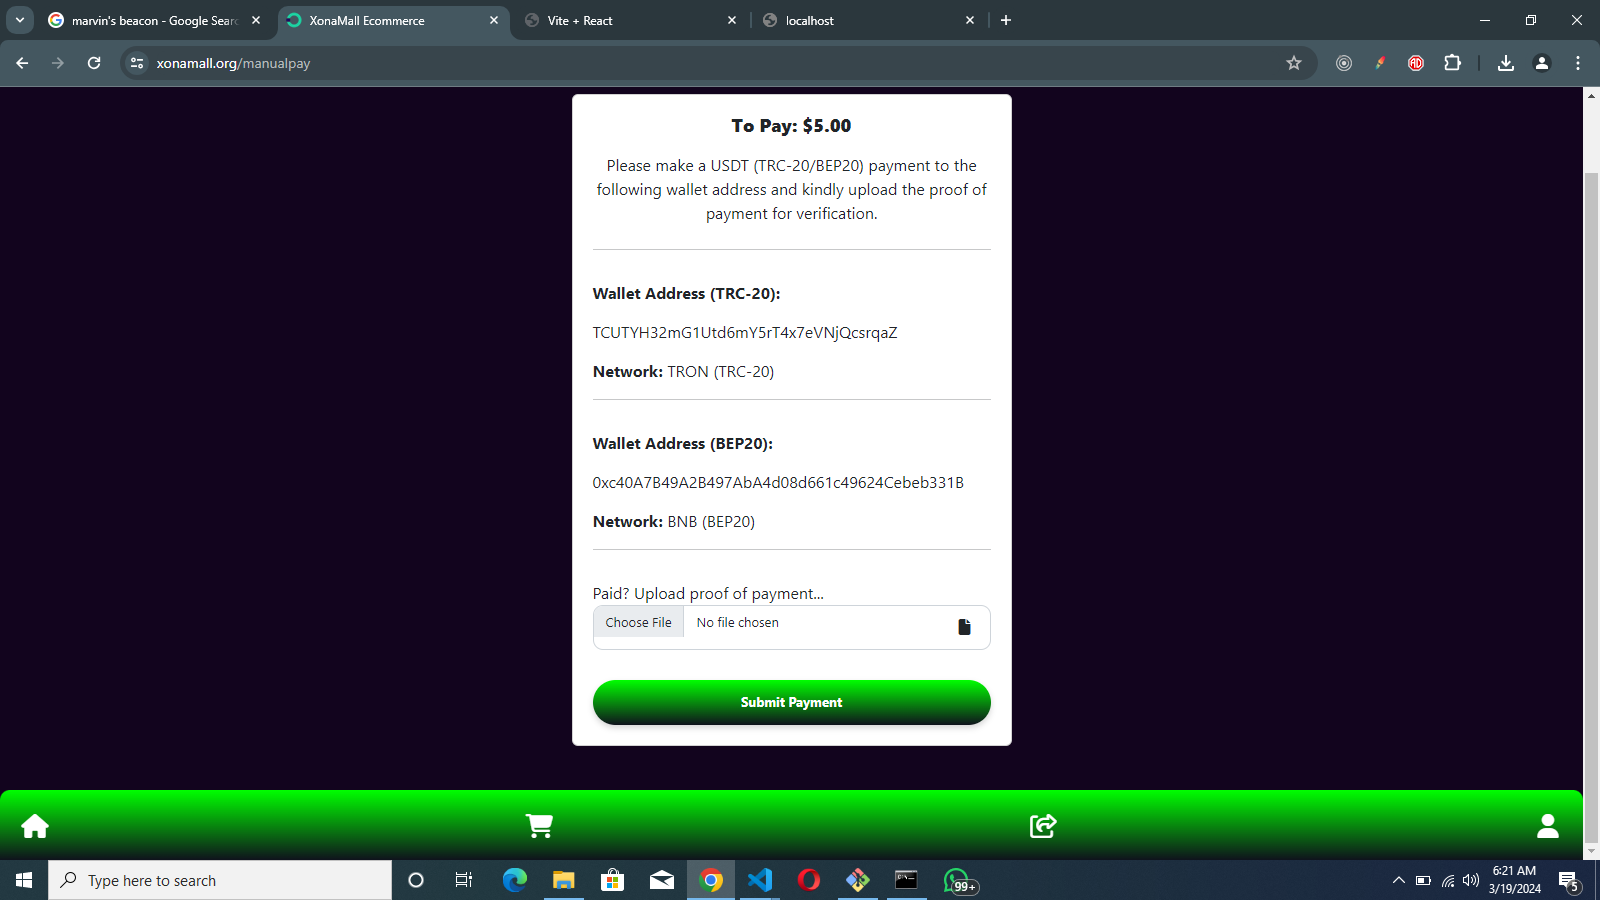 marvin's beacon - Google Sear
XonaMall Ecommerce
Vite + React
localhost
xonamall.org/manualpay
To Pay: $5.00
Please make a USDT (TRC-20/BEP20) payment to the
following wallet address and kindly upload the proof of
payment for verification.
Wallet Address (TRC-20):
TCUTYH32mG1Utd6mY5rT4x7eVNjQcsrqaZ
Network: TRON (TRC-20)
Wallet Address (BEP20):
0xc40A7B49A2B497AbA4d08d661c49624Cebeb331B
Network: BNB (BEP20)
Paid? Upload proof of payment...
Choose File No file chosen
Submit Payment
Type here to search
99+
6:21 AM
3/19/2024
5